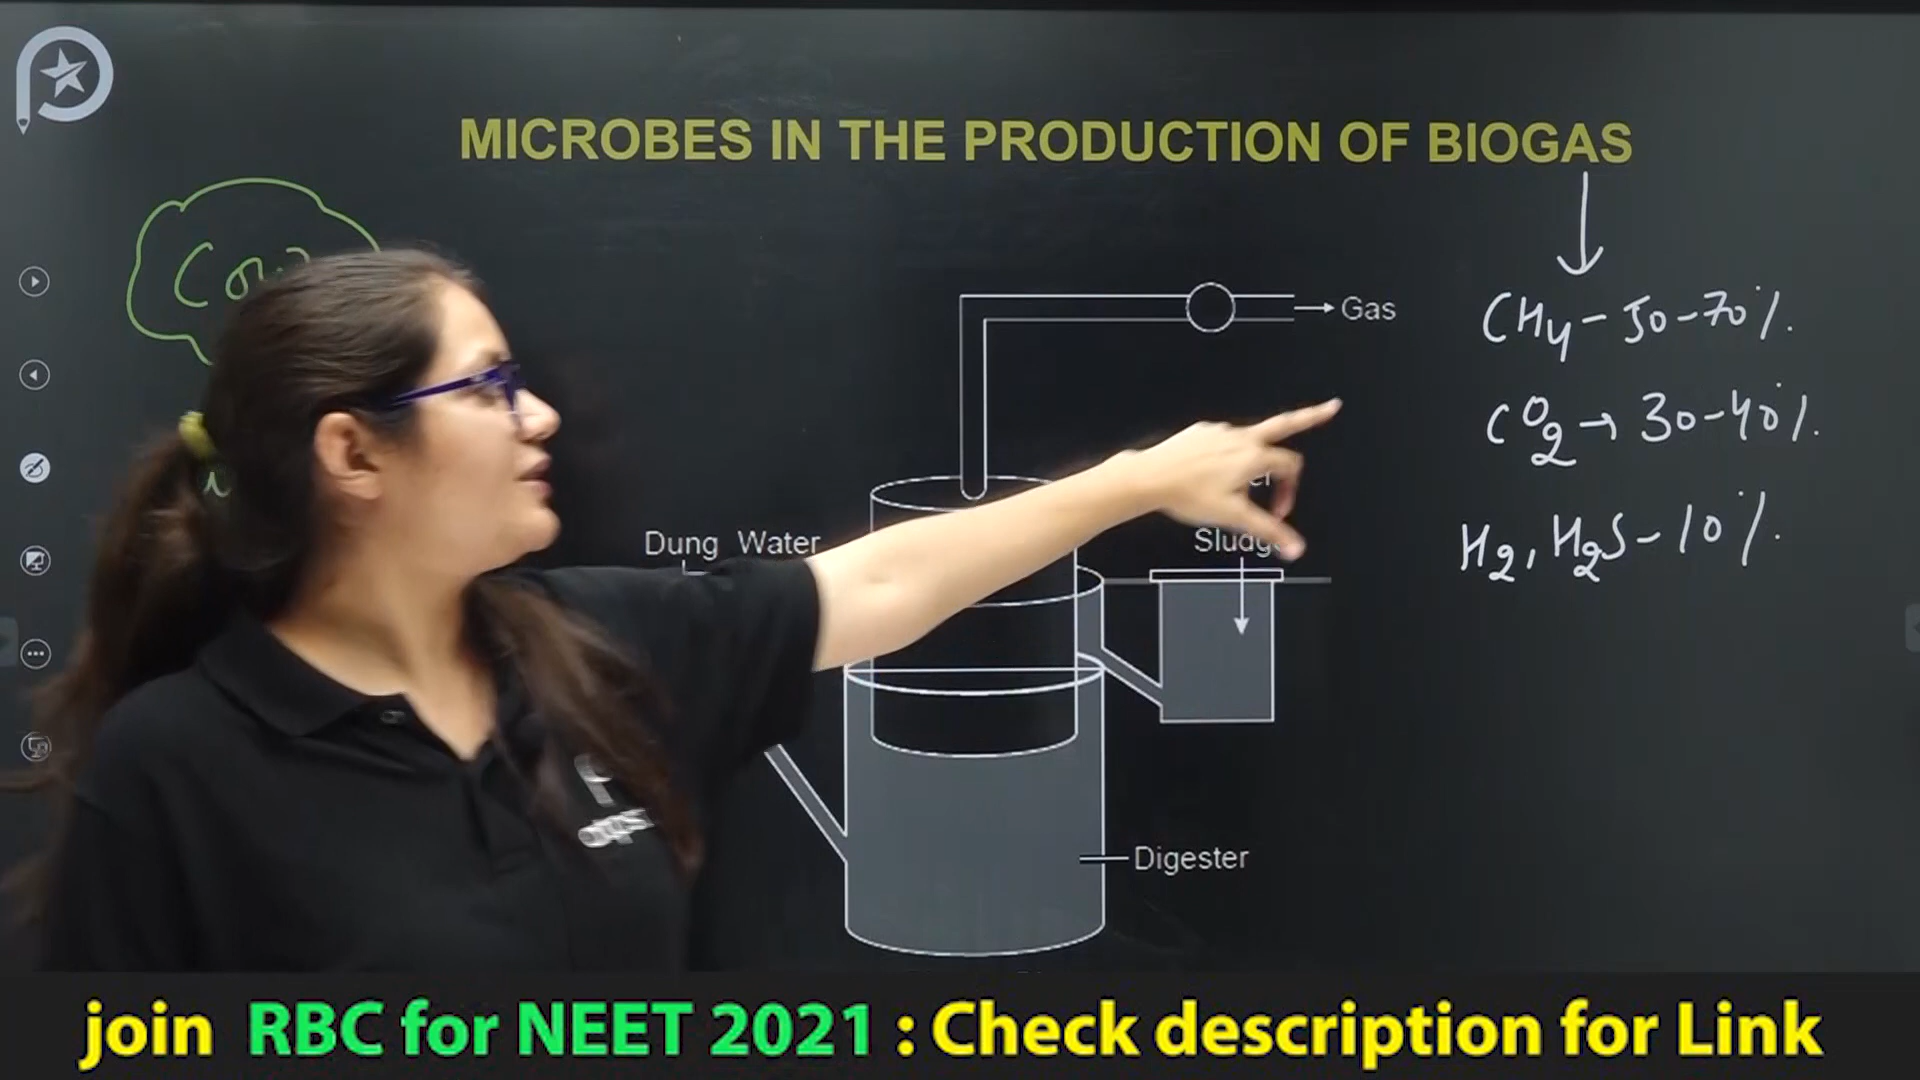 MICROBES IN THE PRODUCTION OF BIOGAS
Gas
CH4 - 50-70%.
CO2 → 30-40%.
H2, H2S - 10%.
Dung Water
Sludge
Digester
join RBC for NEET 2021 : Check description for Link